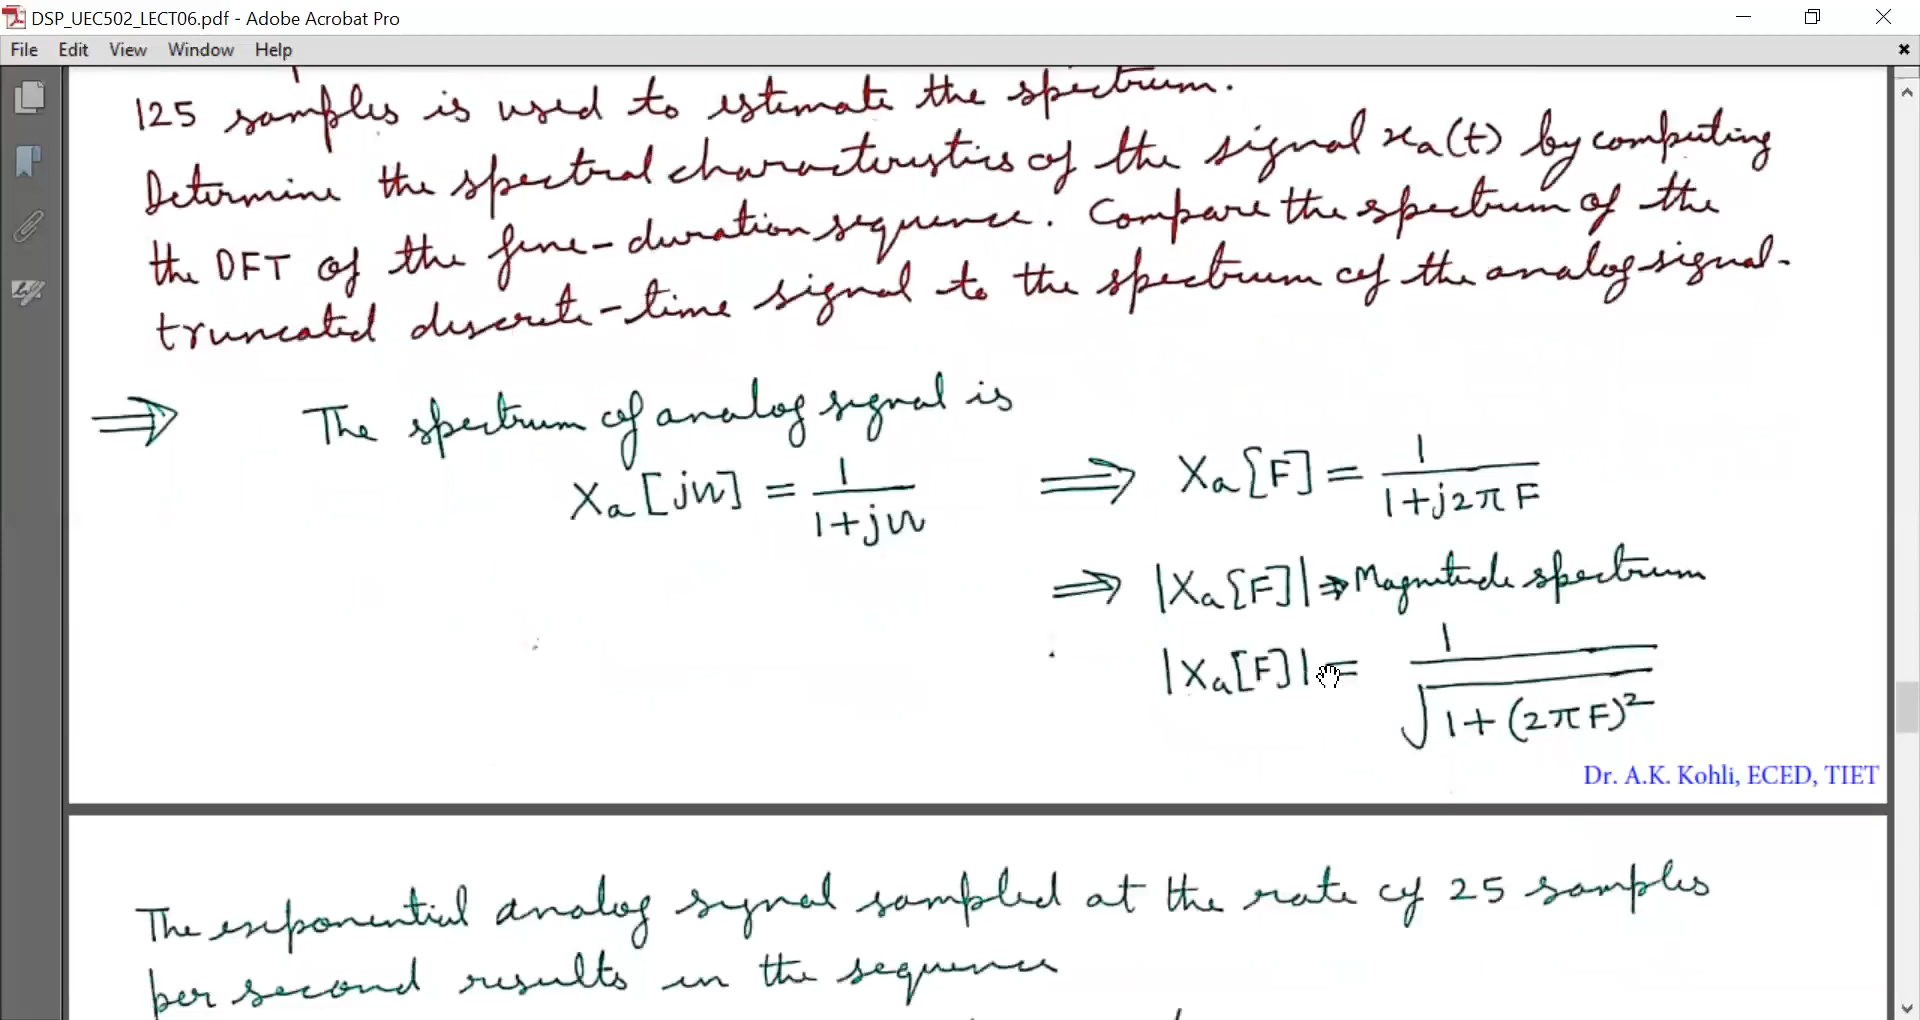 DSP_UEC502_LECT06.pdf - Adobe Acrobat Pro
File Edit View Window Help
125 samples is used to estimate the spectrum.
Determine the spectral characteristics of the signal xa(t) by computing
the DFT of the fine-duration sequence. Compare the spectrum of the
truncated discrete-time signal to the spectrum of the analog signal.
⇒ The spectrum of analog signal is
Xa[jΩ] = 1/(1+jΩ) ⇒ Xa[F] = 1/(1+j2πF)
⇒ |Xa[F]| → Magnitude spectrum
|Xa[F]| = 1/√(1+(2πF)²)
Dr. A.K. Kohli, ECED, TIET
The exponential analog signal sampled at the rate of 25 samples
per second results in the sequence